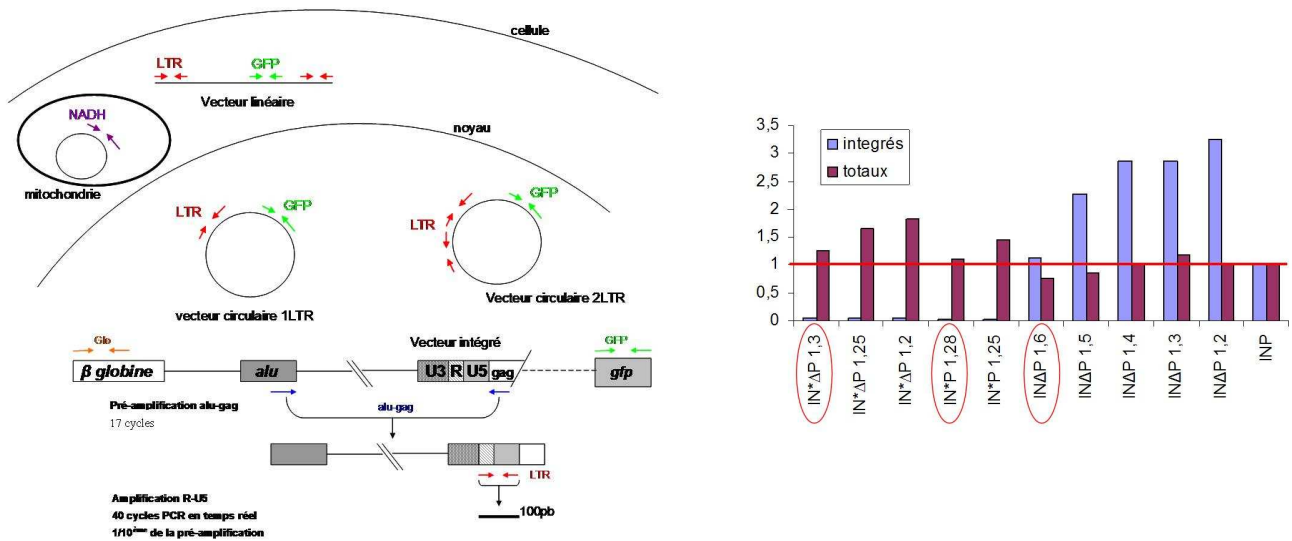 cellule
LTR
GFP
Vecteur linéaire
NADH
mitochondrie
noyau
LTR
GFP
vecteur circulaire 1LTR
LTR
GFP
Vecteur circulaire 2LTR
Vecteur intégré
Glo
β globine
alu
U3 R U5 gag
GFP
gfp
Pré-amplification alu-gag
17 cycles
alu-gag
LTR
100pb
Amplification R-U5
40 cycles PCR en temps réel
1/10ème de la pré-amplification
3,5
3
2,5
2
1,5
1
0,5
0
integrés
totaux
IN*ΔP 1,3
IN*ΔP 1,25
IN*ΔP 1,2
IN*P 1,28
IN*P 1,25
INΔP 1,6
INΔP 1,5
INΔP 1,4
INΔP 1,3
INΔP 1,2
INP